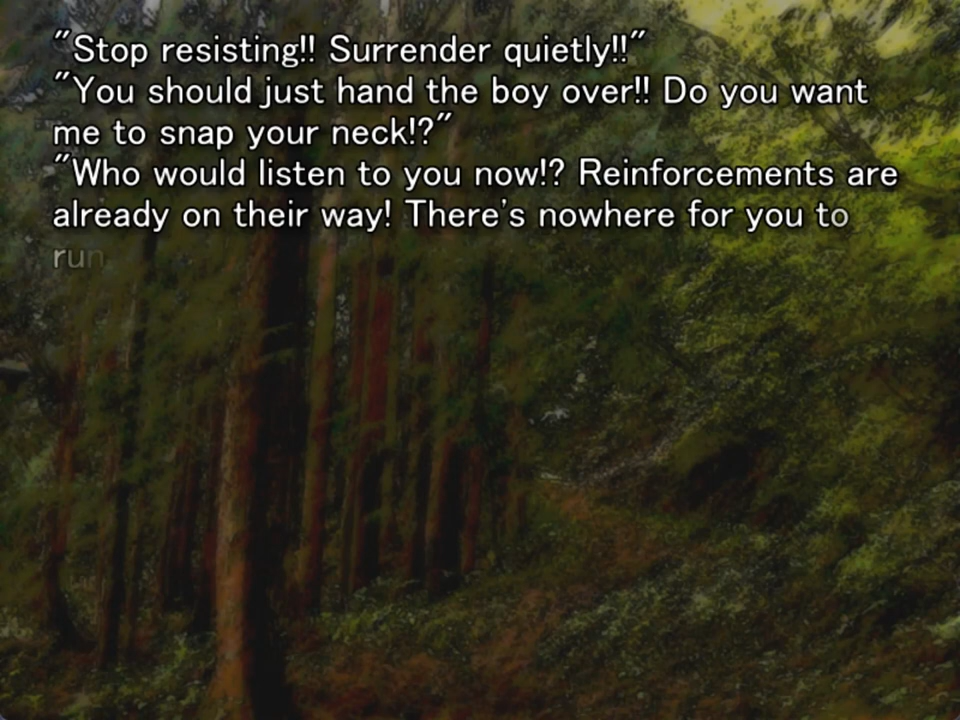 "Stop resisting!! Surrender quietly!!"
"You should just hand the boy over!! Do you want
me to snap your neck!?"
"Who would listen to you now!? Reinforcements are
already on their way! There's nowhere for you to
run